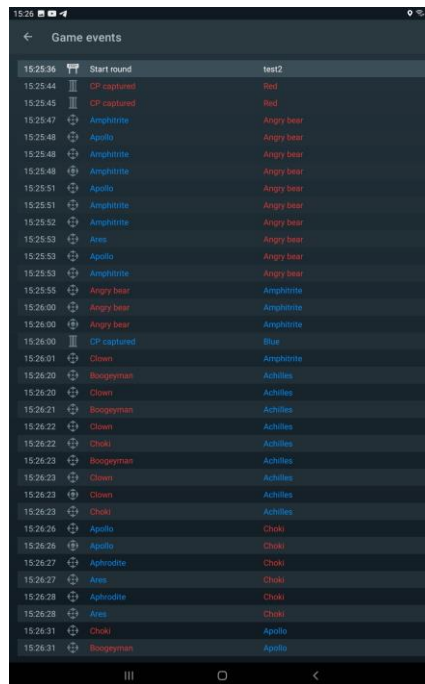 15:26
Game events
15:25:36 Start round test2
15:25:44 CP captured Red
15:25:45 CP captured Red
15:25:47 Amphitrite Angry bear
15:25:48 Apollo Angry bear
15:25:48 Amphitrite Angry bear
15:25:48 Amphitrite Angry bear
15:25:51 Apollo Angry bear
15:25:51 Amphitrite Angry bear
15:25:52 Amphitrite Angry bear
15:25:53 Ares Angry bear
15:25:53 Apollo Angry bear
15:25:53 Amphitrite Angry bear
15:25:55 Angry bear Amphitrite
15:26:00 Angry bear Amphitrite
15:26:00 Angry bear Amphitrite
15:26:00 CP captured Blue
15:26:01 Clown Amphitrite
15:26:20 Boogeyman Achilles
15:26:20 Clown Achilles
15:26:21 Boogeyman Achilles
15:26:22 Clown Achilles
15:26:22 Choki Achilles
15:26:23 Boogeyman Achilles
15:26:23 Clown Achilles
15:26:23 Clown Achilles
15:26:23 Choki Achilles
15:26:26 Apollo Choki
15:26:26 Apollo Choki
15:26:27 Aphrodite Choki
15:26:27 Ares Choki
15:26:28 Aphrodite Choki
15:26:28 Ares Choki
15:26:31 Choki Apollo
15:26:31 Boogeyman Apollo